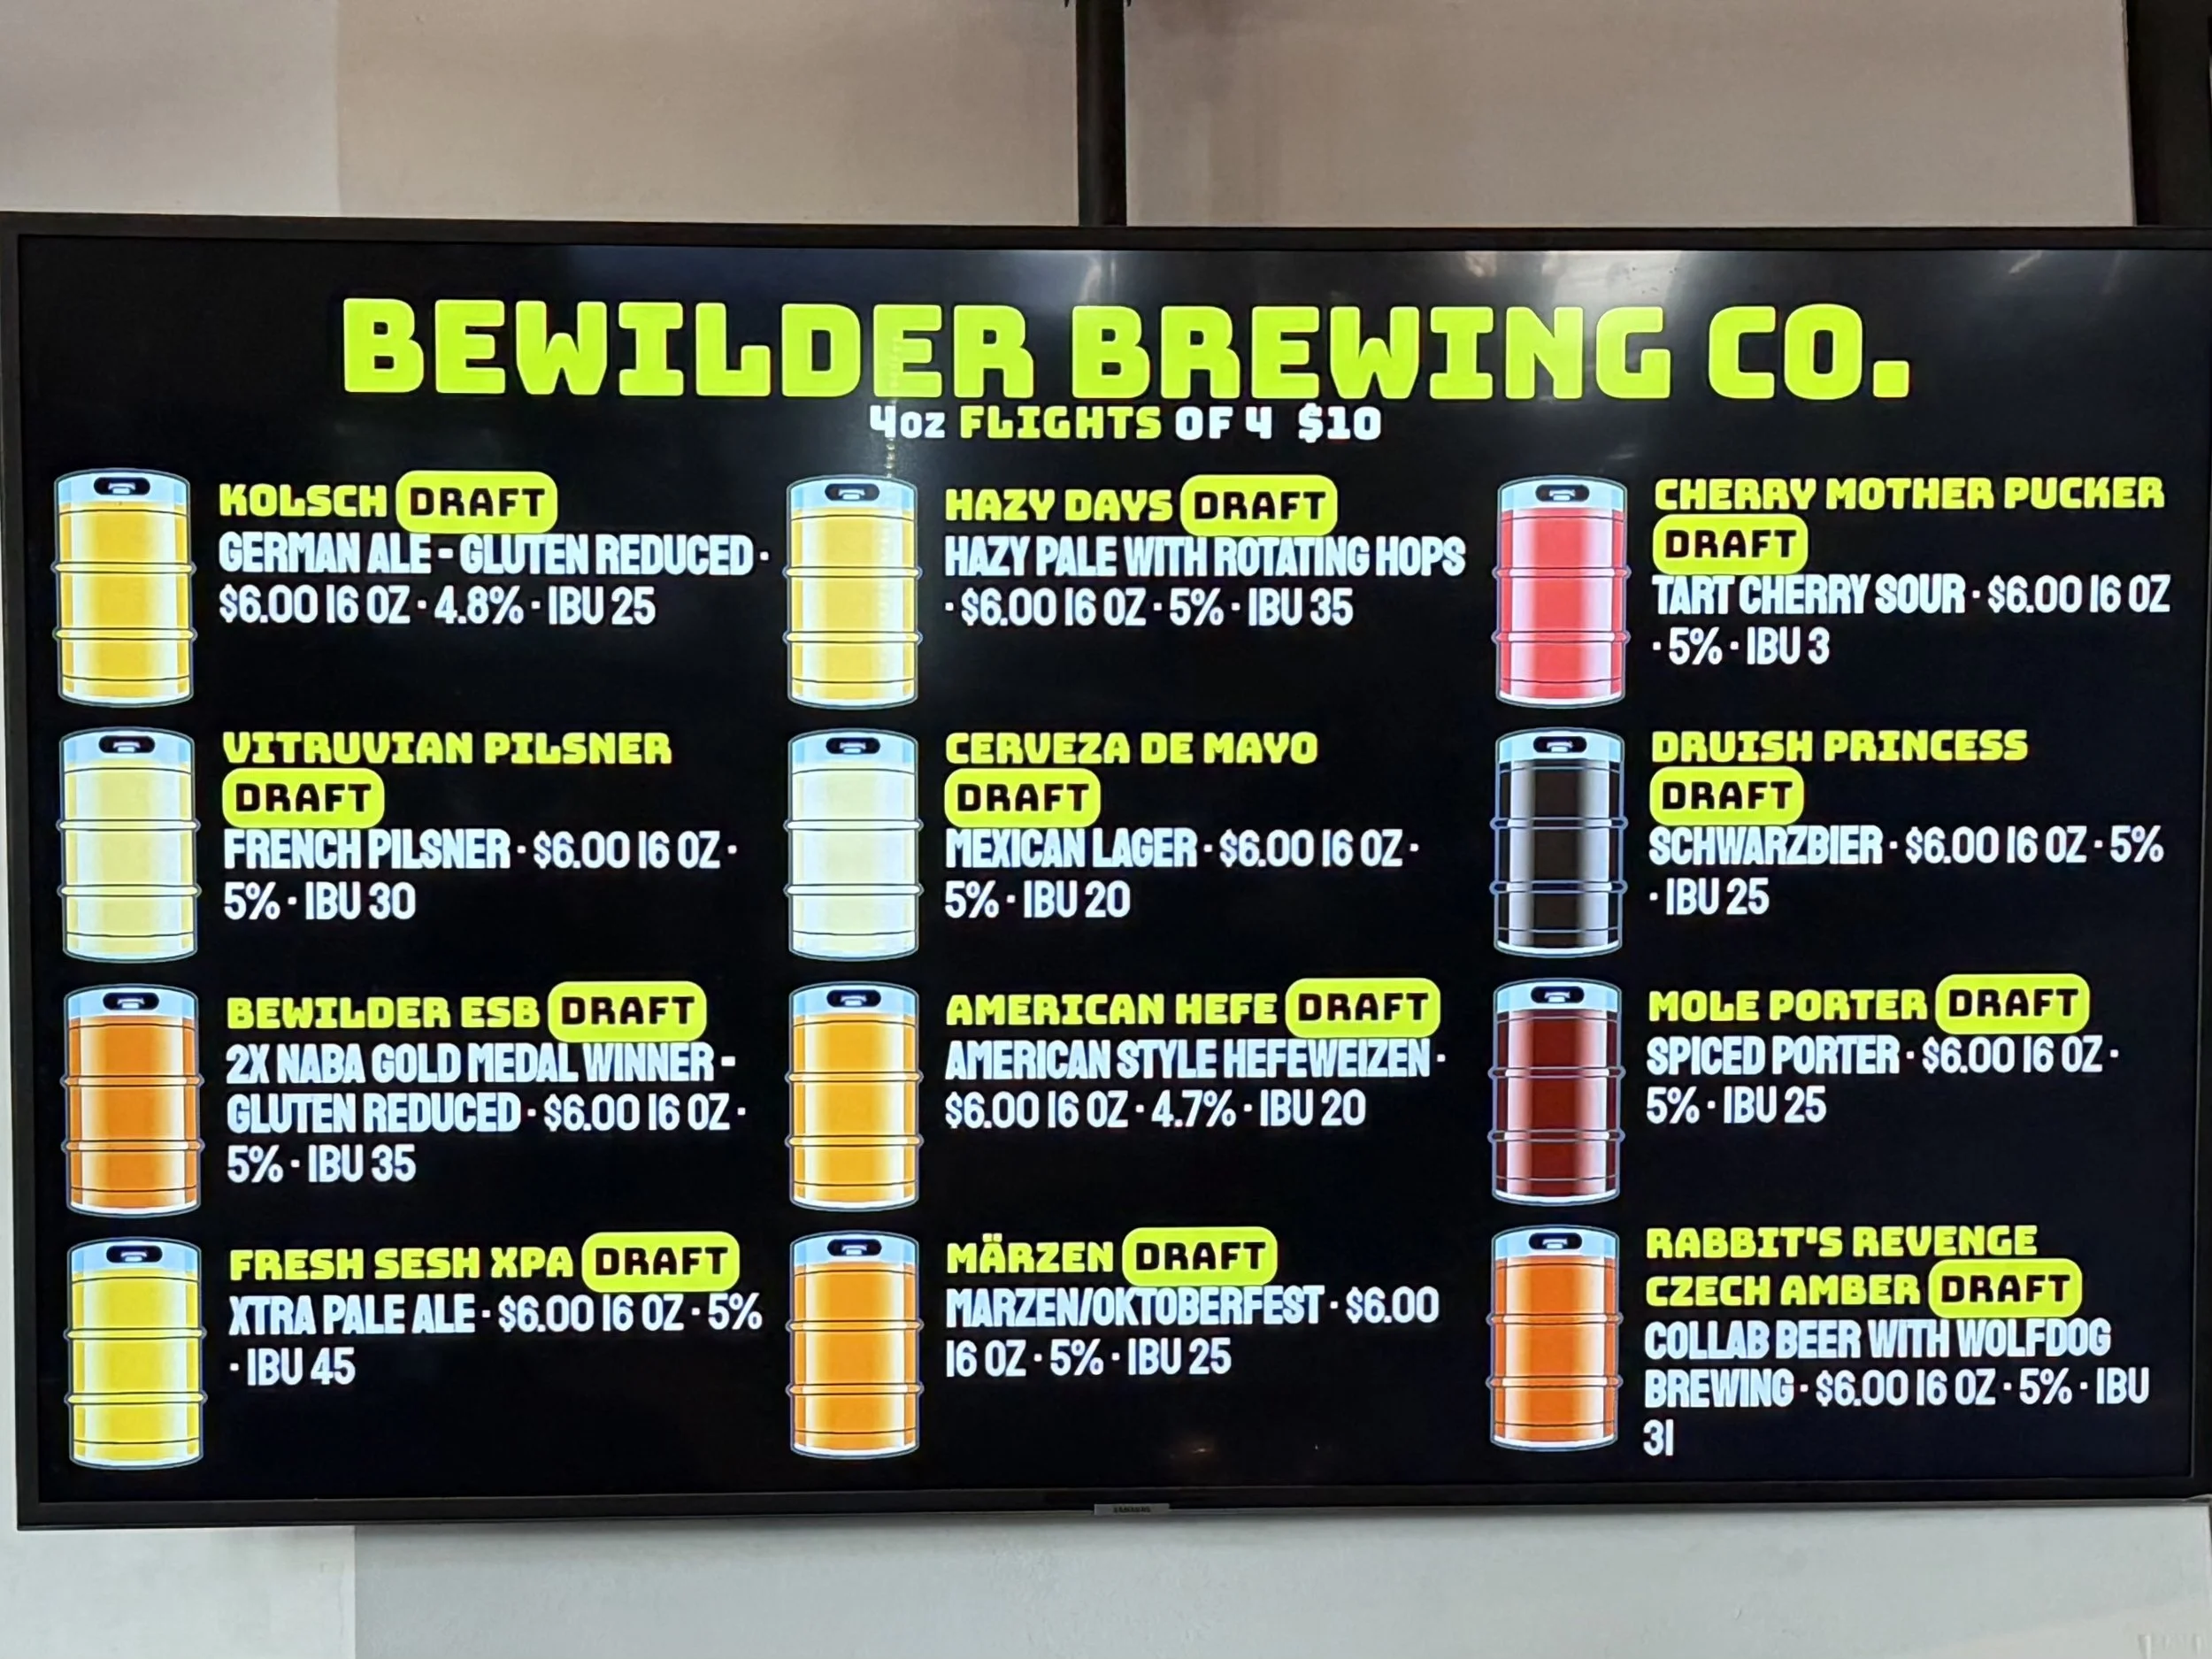 BEWILDER BREWING CO.
4oz FLIGHTS OF 4 $10
KOLSCH DRAFT
GERMAN ALE - GLUTEN REDUCED ·
$6.00 16 OZ · 4.8% · IBU 25
VITRUVIAN PILSNER
DRAFT
FRENCH PILSNER · $6.00 16 OZ ·
5% · IBU 30
BEWILDER ESB DRAFT
2X NABA GOLD MEDAL WINNER -
GLUTEN REDUCED · $6.00 16 OZ ·
5% · IBU 35
FRESH SESH XPA DRAFT
XTRA PALE ALE · $6.00 16 OZ · 5%
· IBU 45
HAZY DAYS DRAFT
HAZY PALE WITH ROTATING HOPS
· $6.00 16 OZ · 5% · IBU 35
CERVEZA DE MAYO
DRAFT
MEXICAN LAGER · $6.00 16 OZ ·
5% · IBU 20
AMERICAN HEFE DRAFT
AMERICAN STYLE HEFEWEIZEN ·
$6.00 16 OZ · 4.7% · IBU 20
MÄRZEN DRAFT
MARZEN/OKTOBERFEST · $6.00
16 OZ · 5% · IBU 25
CHERRY MOTHER PUCKER
DRAFT
TART CHERRY SOUR · $6.00 16 OZ
· 5% · IBU 3
DRUISH PRINCESS
DRAFT
SCHWARZBIER · $6.00 16 OZ · 5%
· IBU 25
MOLE PORTER DRAFT
SPICED PORTER · $6.00 16 OZ ·
5% · IBU 25
RABBIT'S REVENGE
CZECH AMBER DRAFT
COLLAB BEER WITH WOLFDOG
BREWING · $6.00 16 OZ · 5% · IBU
31
SAMSUNG